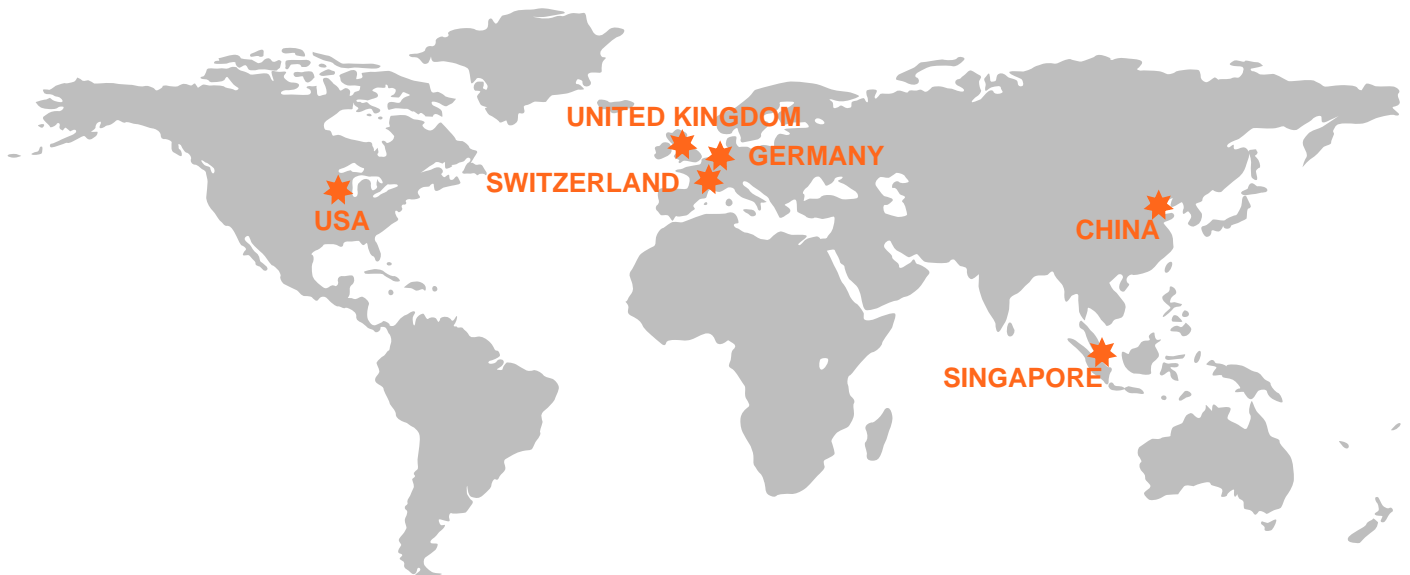 UNITED KINGDOM
GERMANY
SWITZERLAND
USA
CHINA
SINGAPORE